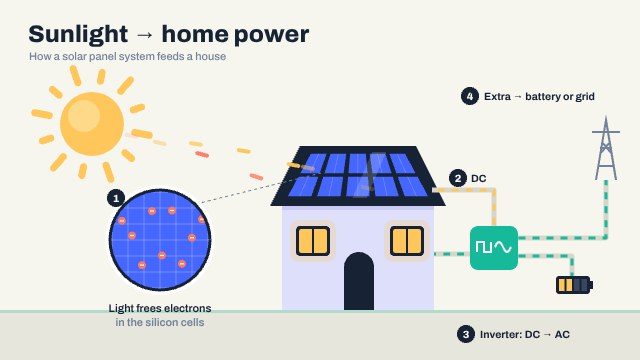 Sunlight → home power
How a solar panel system feeds a house
4 Extra → battery or grid
2 DC
1
Light frees electrons
in the silicon cells
3 Inverter: DC → AC